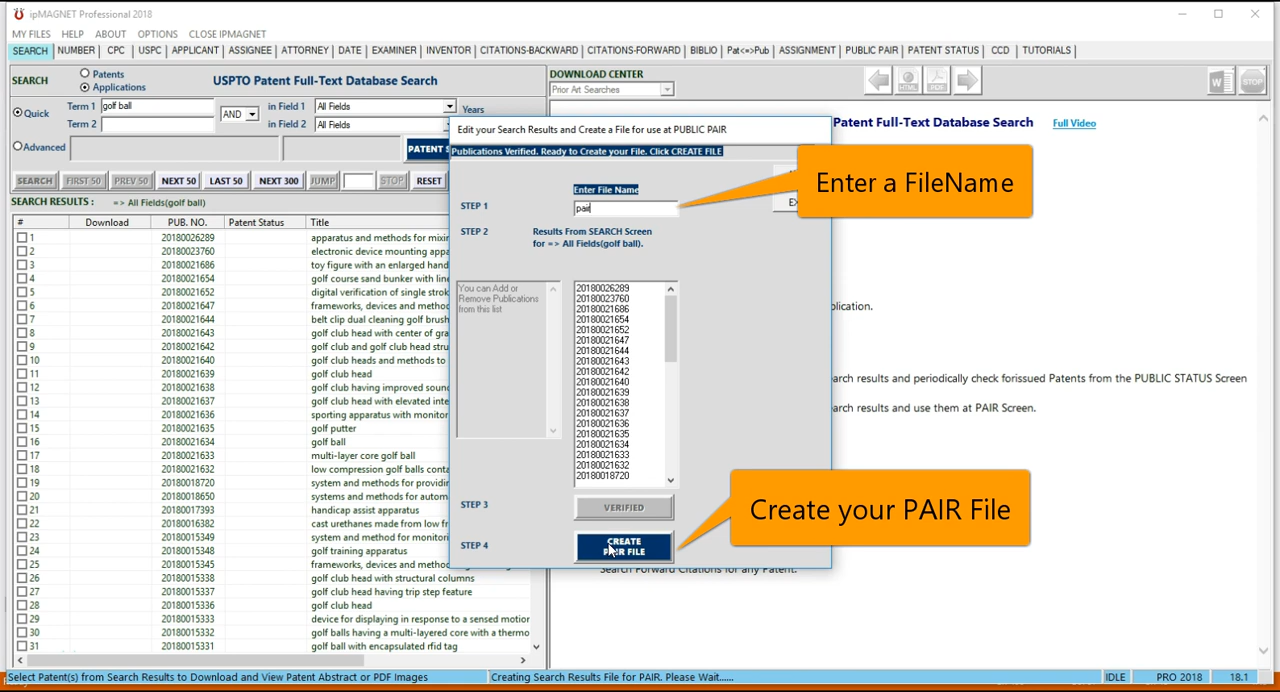 ipMAGNET Professional 2018
MY FILES HELP ABOUT OPTIONS CLOSE IPMAGNET
SEARCH NUMBER CPC USPC APPLICANT ASSIGNEE ATTORNEY DATE EXAMINER INVENTOR CITATIONS-BACKWARD CITATIONS-FORWARD BIBLIO Pat<=>Pub ASSIGNMENT PUBLIC PAIR PATENT STATUS CCD TUTORIALS
SEARCH
Patents
Applications
USPTO Patent Full-Text Database Search
Quick
Term 1 golf ball
AND
in Field 1 All Fields
Years
Term 2
in Field 2 All Fields
Advanced
PATENT S
SEARCH FIRST 50 PREV 50 NEXT 50 LAST 50 NEXT 300 JUMP STOP RESET
SEARCH RESULTS : => All Fields(golf ball)
# Download PUB. NO. Patent Status Title
1 20180026289 apparatus and methods for mixin
2 20180023760 electronic device mounting appa
3 20180021686 toy figure with an enlarged hand
4 20180021654 golf course sand bunker with line
5 20180021652 digital verification of single strok
6 20180021647 frameworks, devices and method
7 20180021644 belt clip dual cleaning golf brush
8 20180021643 golf club head with center of gra
9 20180021642 golf club and golf club head stru
10 20180021640 golf club heads and methods to
11 20180021639 golf club head
12 20180021638 golf club having improved soun
13 20180021637 golf club head with elevated inte
14 20180021636 sporting apparatus with monitor
15 20180021635 golf putter
16 20180021634 golf ball
17 20180021633 multi-layer core golf ball
18 20180021632 low compression golf balls conta
19 20180018720 system and methods for providin
20 20180018650 systems and methods for autom
21 20180017393 handicap assist apparatus
22 20180016382 cast urethanes made from low fr
23 20180015349 system and method for monitori
24 20180015348 golf training apparatus
25 20180015345 frameworks, devices and method
26 20180015338 golf club head with structural columns
27 20180015337 golf club head having trip step feature
28 20180015336 golf club head
29 20180015333 device for displaying in response to a sensed motion
30 20180015332 golf balls having a multi-layered core with a thermo
31 20180015331 golf ball with encapsulated rfid tag
DOWNLOAD CENTER
Prior Art Searches
HTML
PDF
W
STOP
Patent Full-Text Database Search Full Video
plication.
arch results and periodically check forissued Patents from the PUBLIC STATUS Screen
arch results and use them at PAIR Screen.
Search Forward Citations for any Patent.
Edit your Search Results and Create a File for use at PUBLIC PAIR
Publications Verified. Ready to Create your File. Click CREATE FILE
Enter File Name
STEP 1
pair
EX
STEP 2
Results From SEARCH Screen
for => All Fields(golf ball).
You can Add or
Remove Publications
from this list
20180026289
20180023760
20180021686
20180021654
20180021652
20180021647
20180021644
20180021643
20180021642
20180021640
20180021639
20180021638
20180021637
20180021636
20180021635
20180021634
20180021633
20180021632
20180018720
STEP 3
VERIFIED
STEP 4
CREATE
PAIR FILE
Enter a FileName
Create your PAIR File
Select Patent(s) from Search Results to Download and View Patent Abstract or PDF Images
Creating Search Results File for PAIR. Please Wait......
IDLE
PRO 2018
18.1